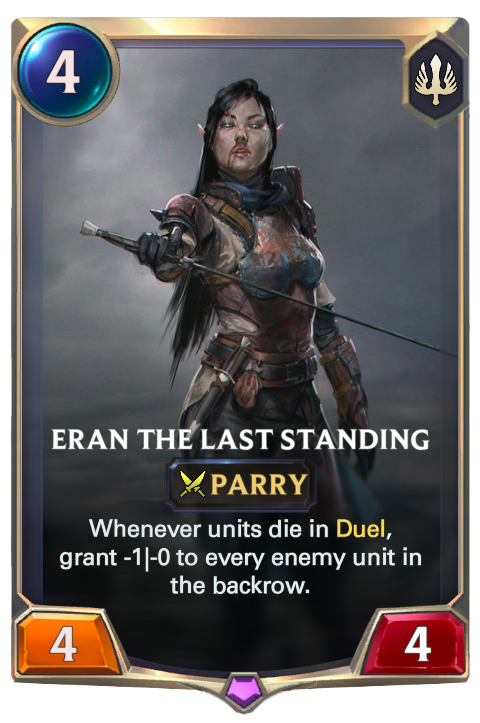 4
ERAN THE LAST STANDING
PARRY
Whenever units die in Duel,
grant -1|-0 to every enemy unit in
the backrow.
4 4